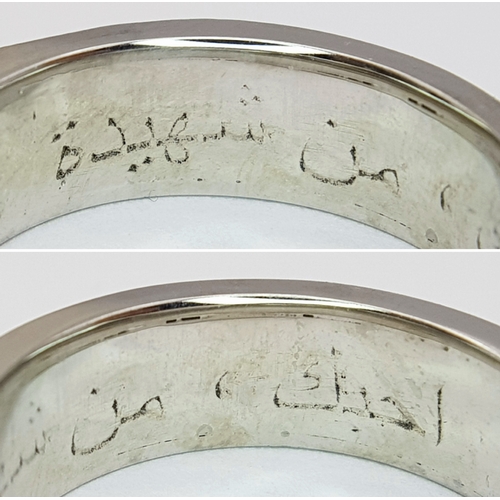 من شهيدة
احبك ، من